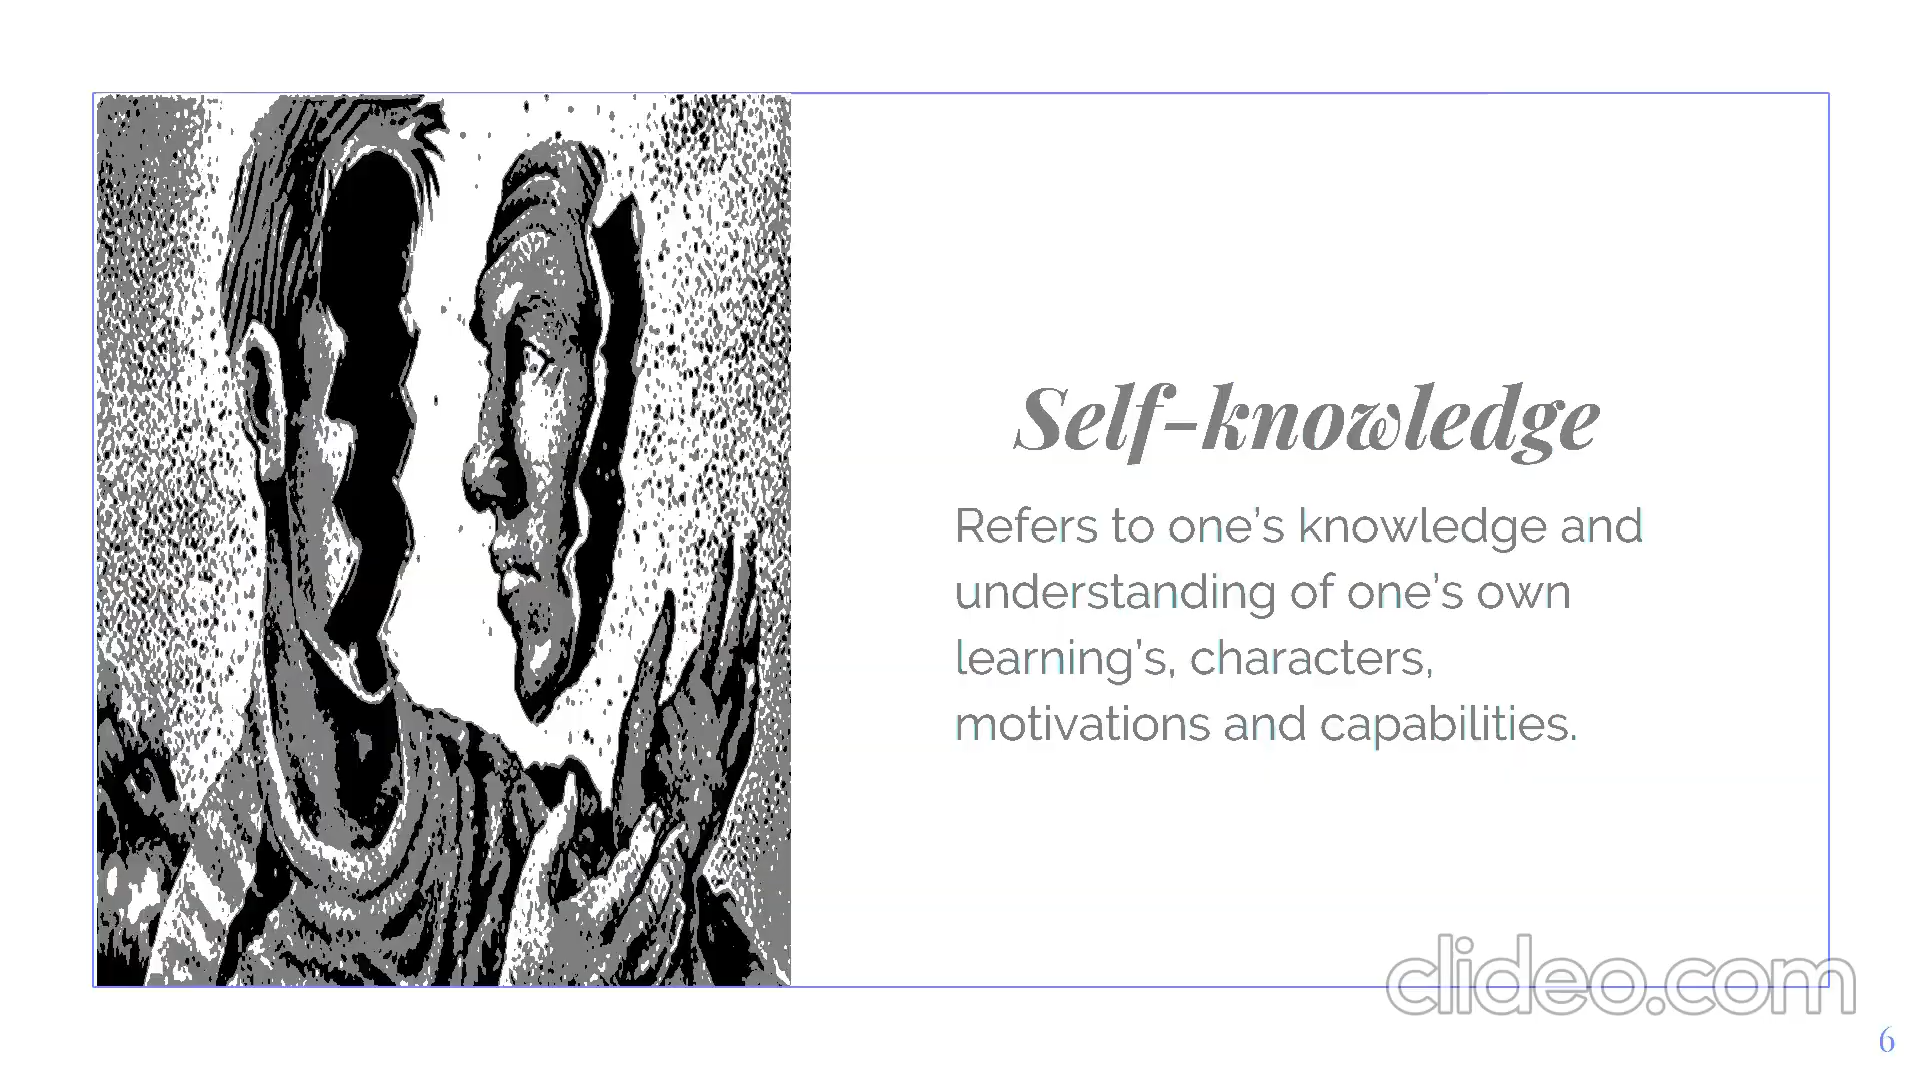 Self-knowledge
Refers to one's knowledge and
understanding of one's own
learning's, characters,
motivations and capabilities.
clideo.com
6